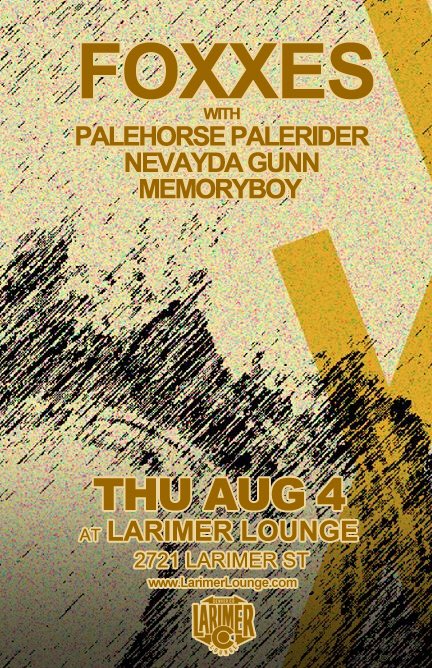 FOXXES
WITH
PALEHORSE PALERIDER
NEVAYDA GUNN
MEMORYBOY
THU AUG 4
AT LARIMER LOUNGE
2721 LARIMER ST
www.LarimerLounge.com
LARIMER
LOUNGE